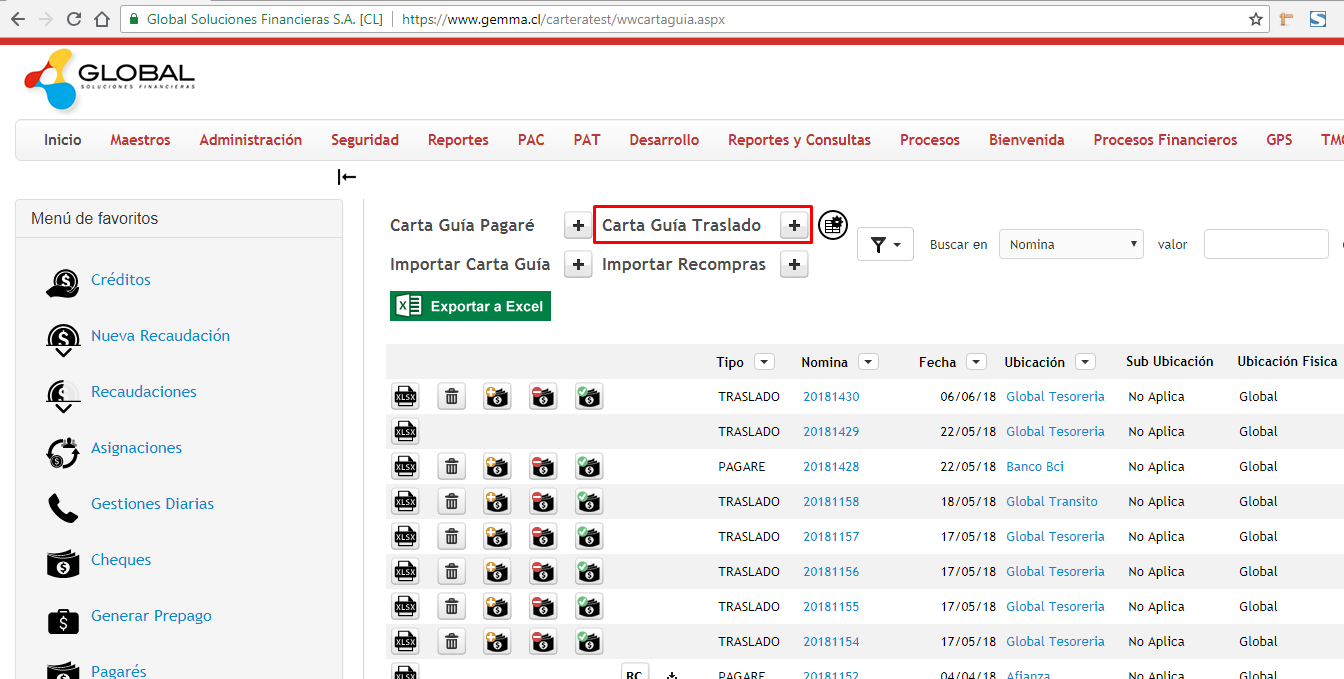 Global Soluciones Financieras S.A. [CL] https://www.gemma.cl/carteratest/wwcartaguia.aspx
GLOBAL
SOLUCIONES FINANCIERAS
Inicio Maestros Administración Seguridad Reportes PAC PAT Desarrollo Reportes y Consultas Procesos Bienvenida Procesos Financieros GPS
Menú de favoritos
Créditos
Nueva Recaudación
Recaudaciones
Asignaciones
Gestiones Diarias
Cheques
Generar Prepago
Pagarés
Carta Guía Pagaré + Carta Guía Traslado +
Buscar en Nomina valor
Importar Carta Guía + Importar Recompras +
Exportar a Excel
Tipo Nomina Fecha Ubicación Sub Ubicación Ubicación Fisica
XLSX TRASLADO 20181430 06/06/18 Global Tesoreria No Aplica Global
XLSX TRASLADO 20181429 22/05/18 Global Tesoreria No Aplica Global
XLSX PAGARE 20181428 22/05/18 Banco Bci No Aplica Global
XLSX TRASLADO 20181158 18/05/18 Global Transito No Aplica Global
XLSX TRASLADO 20181157 17/05/18 Global Tesoreria No Aplica Global
XLSX TRASLADO 20181156 17/05/18 Global Tesoreria No Aplica Global
XLSX TRASLADO 20181155 17/05/18 Global Tesoreria No Aplica Global
XLSX TRASLADO 20181154 17/05/18 Global Tesoreria No Aplica Global
XLSX RC PAGARE 20181152 04/04/18 Afianza No Aplica Global